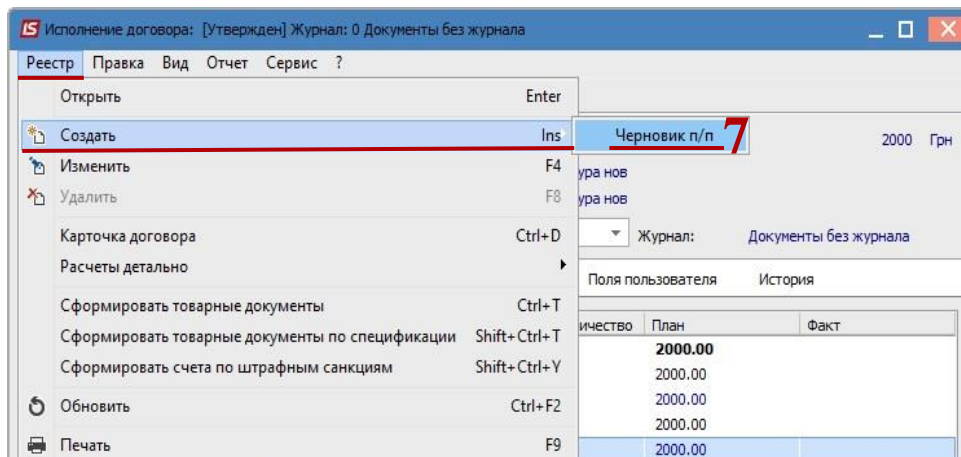 IS Исполнение договора: [Утвержден] Журнал: 0 Документы без журнала
Реестр Правка Вид Отчет Сервис ?
Открыть Enter
Создать Ins Черновик п/п 7 2000 Грн
Изменить F4 ура нов
Удалить F8 ура нов
Карточка договора Ctrl+D Журнал: Документы без журнала
Расчеты детально Поля пользователя История
Сформировать товарные документы Ctrl+T
Сформировать товарные документы по спецификации Shift+Ctrl+T ичество План Факт
2000.00
Сформировать счета по штрафным санкциям Shift+Ctrl+Y 2000.00
Обновить Ctrl+F2 2000.00
2000.00
Печать F9 2000.00